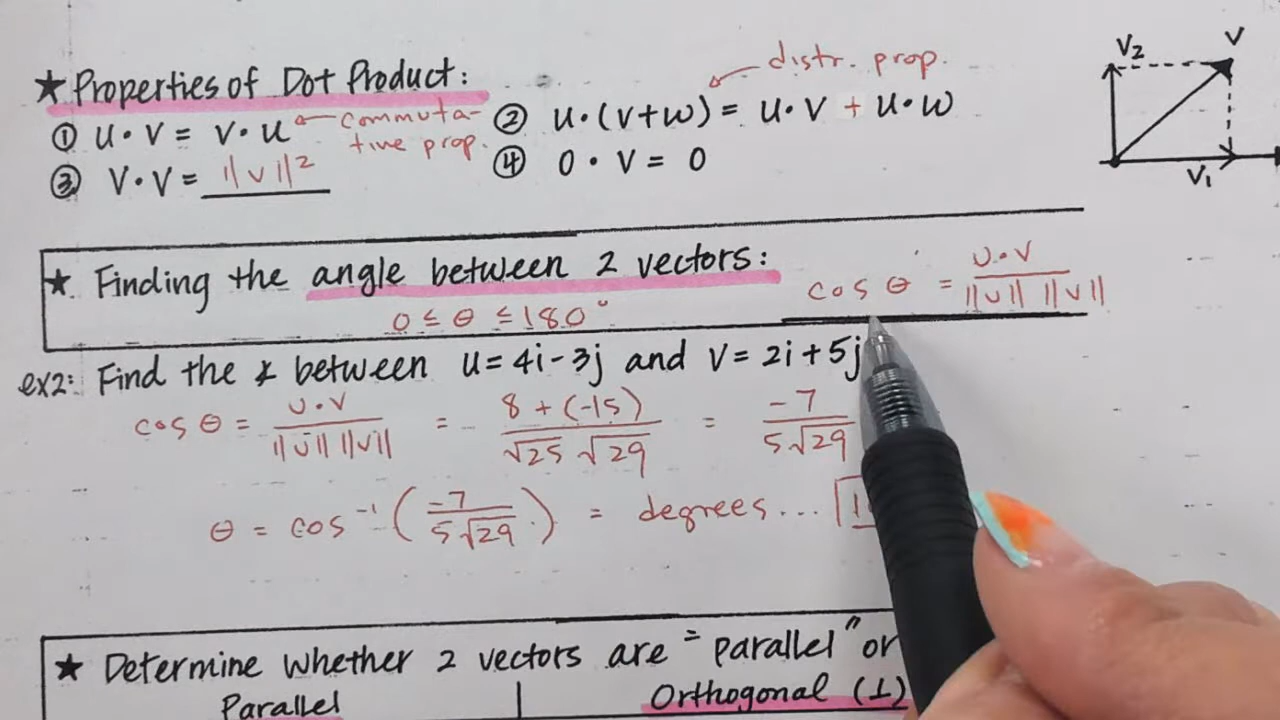 ★ Properties of Dot Product:
① u·v = v·u ← commuta-tive prop.
② u·(v+w) = u·v + u·w
distr. prop.
③ v·v = ||v||²
④ 0·v = 0
V2
V
V1
★ Finding the angle between 2 vectors:
0 ≤ θ ≤ 180°
cos θ = u·v / ||u|| ||v||
ex2: Find the ∡ between u = 4i - 3j and v = 2i + 5j
cos θ = u·v / ||u|| ||v|| = 8 + (-15) / √25 √29 = -7 / 5√29
θ = cos⁻¹ ( -7 / 5√29 ) = degrees...
★ Determine whether 2 vectors are "parallel" or
Parallel
Orthogonal (⊥)